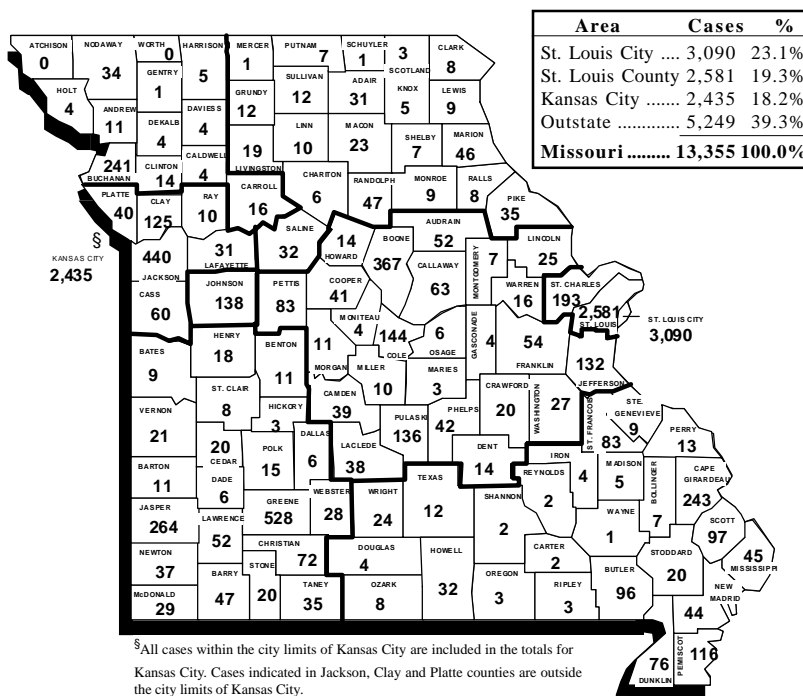 Area Cases %
St. Louis City .... 3,090 23.1%
St. Louis County 2,581 19.3%
Kansas City ....... 2,435 18.2%
Outstate ............. 5,249 39.3%
Missouri ......... 13,355 100.0%
ATCHISON
0
NODAWAY
34
WORTH
0
HARRISON
5
MERCER
1
PUTNAM
7
SCHUYLER
1
SCOTLAND
3
CLARK
8
HOLT
4
GENTRY
1
ANDREW
11
DEKALB
4
DAVIESS
4
GRUNDY
12
SULLIVAN
12
ADAIR
31
KNOX
5
LEWIS
9
LINN
10
MACON
23
SHELBY
7
MARION
46
241
BUCHANAN
CLINTON
14
CALDWELL
4
19
LIVINGSTON
CHARITON
6
RANDOLPH
47
MONROE
9
RALLS
8
PIKE
35
PLATTE
40
CLAY
125
RAY
10
CARROLL
16
§
KANSAS CITY
2,435
440
JACKSON
31
LAFAYETTE
SALINE
32
14
HOWARD
BOONE
367
AUDRAIN
52
CALLAWAY
63
MONTGOMERY
7
LINCOLN
25
WARREN
16
ST. CHARLES
193
2,581
ST. LOUIS
ST. LOUIS CITY
3,090
CASS
60
JOHNSON
138
PETTIS
83
COOPER
41
MONITEAU
4
144
COLE
6
OSAGE
GASCONADE
4
54
FRANKLIN
132
JEFFERSON
BATES
9
HENRY
18
BENTON
11
11
MORGAN
MILLER
10
MARIES
3
CRAWFORD
20
WASHINGTON
27
ST. FRANCOIS
83
STE.
GENEVIEVE
9
PERRY
13
VERNON
21
ST. CLAIR
8
HICKORY
3
CAMDEN
39
PULASKI
136
PHELPS
42
DENT
14
IRON
4
REYNOLDS
2
MADISON
5
BOLLINGER
7
CAPE
GIRARDEAU
243
BARTON
11
20
CEDAR
POLK
15
DALLAS
6
LACLEDE
38
TEXAS
12
SHANNON
2
WAYNE
1
SCOTT
97
JASPER
264
DADE
6
GREENE
528
WEBSTER
28
WRIGHT
24
LAWRENCE
52
CHRISTIAN
72
DOUGLAS
4
HOWELL
32
CARTER
2
BUTLER
96
STODDARD
20
45
MISSISSIPPI
NEWTON
37
STONE
20
BARRY
47
TANEY
35
OZARK
8
OREGON
3
RIPLEY
3
NEW
MADRID
44
McDONALD
29
PEMISCOT
116
76
DUNKLIN
§All cases within the city limits of Kansas City are included in the totals for
Kansas City. Cases indicated in Jackson, Clay and Platte counties are outside
the city limits of Kansas City.